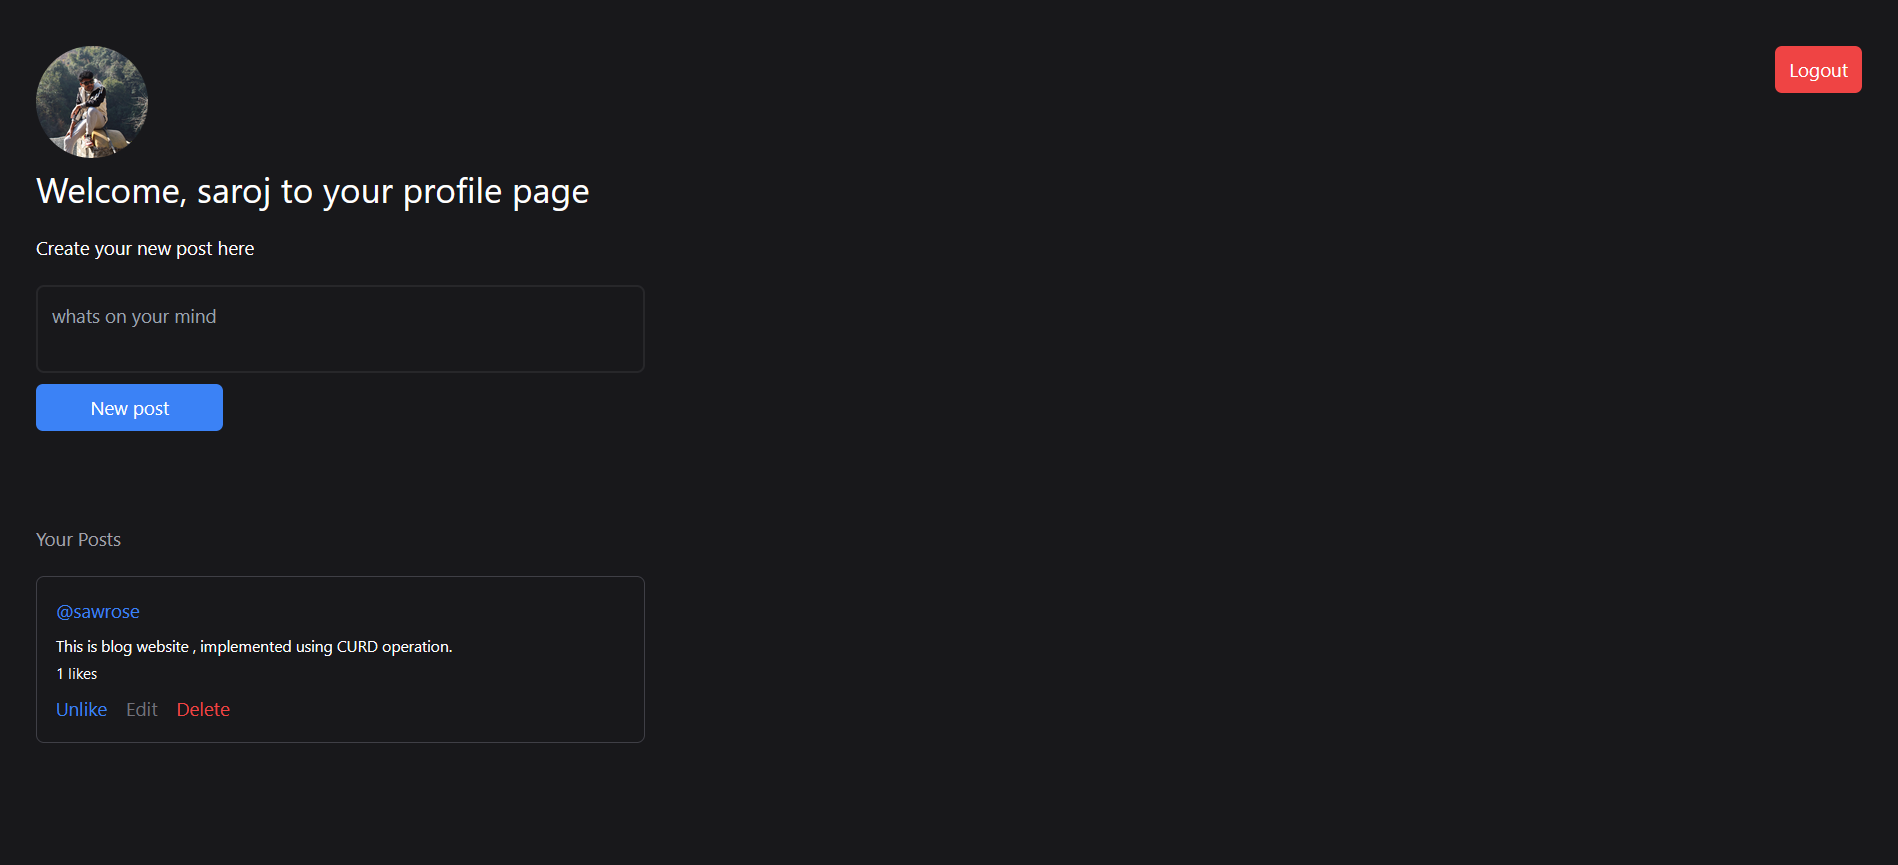 Logout
Welcome, saroj to your profile page
Create your new post here
whats on your mind
New post
Your Posts
@sawrose
This is blog website , implemented using CURD operation.
1 likes
Unlike Edit Delete